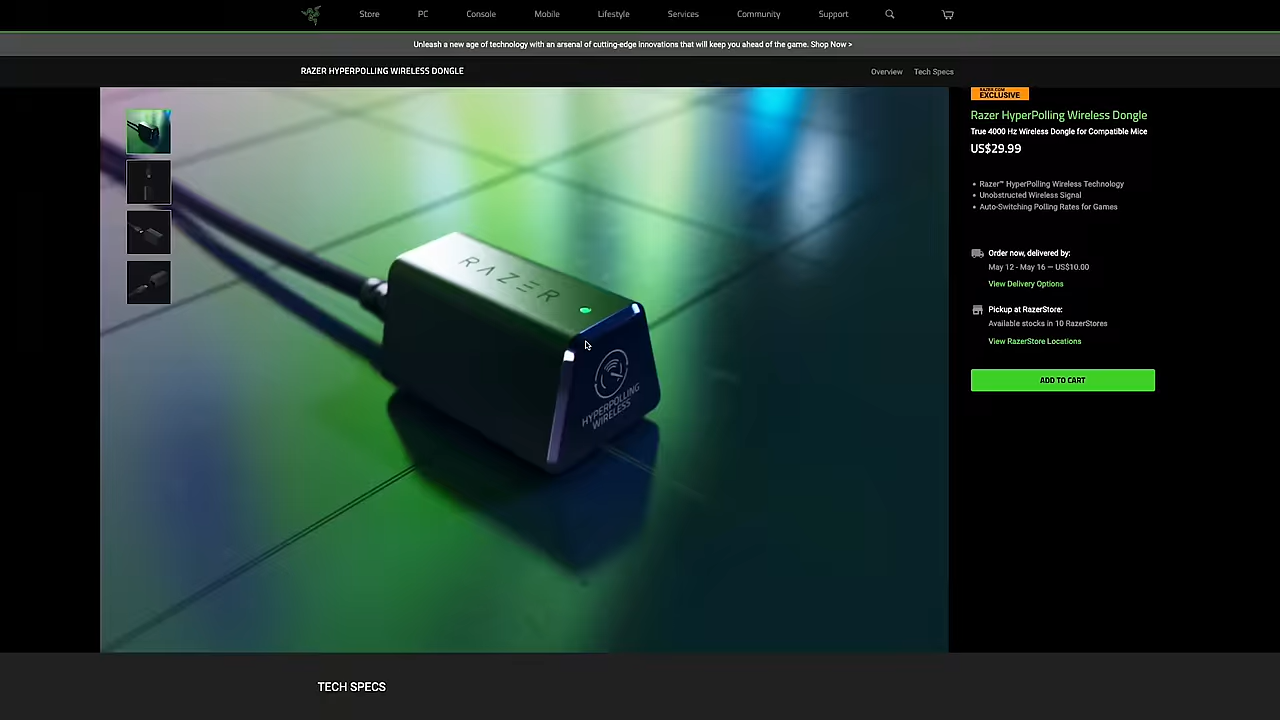 Store PC Console Mobile Lifestyle Services Community Support
Unleash a new age of technology with an arsenal of cutting-edge innovations that will keep you ahead of the game. Shop Now >
RAZER HYPERPOLLING WIRELESS DONGLE
Overview Tech Specs
RAZER.COM
EXCLUSIVE
Razer HyperPolling Wireless Dongle
True 4000 Hz Wireless Dongle for Compatible Mice
US$29.99
• Razer™ HyperPolling Wireless Technology
• Unobstructed Wireless Signal
• Auto-Switching Polling Rates for Games
Order now, delivered by:
May 12 - May 16 — US$10.00
View Delivery Options
Pickup at RazerStore:
Available stocks in 10 RazerStores
View RazerStore Locations
ADD TO CART
RAZER
HYPERPOLLING
WIRELESS
TECH SPECS